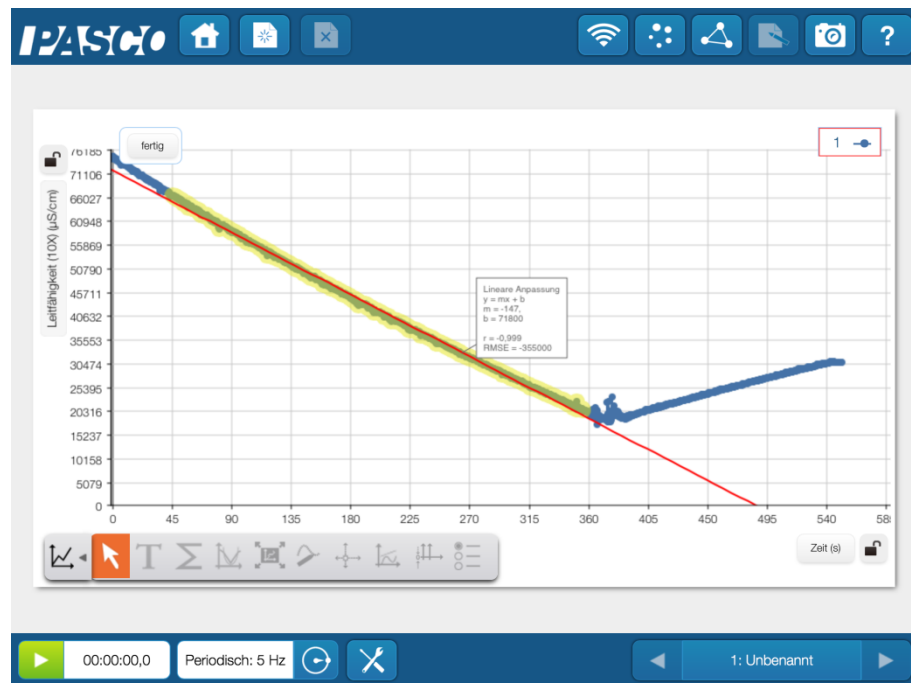 PASCO
?
fertig
1
76185
71106
66027
60948
55869
50790
45711
40632
35553
30474
25395
20316
15237
10158
5079
0
Leitfähigkeit (10X) (µS/cm)
Lineare Anpassung
y = mx + b
m = -147,
b = 71800
r = -0,999
RMSE = -355000
0 45 90 135 180 225 270 315 360 405 450 495 540 58
T Σ
Zeit (s)
00:00:00,0
Periodisch: 5 Hz
1: Unbenannt